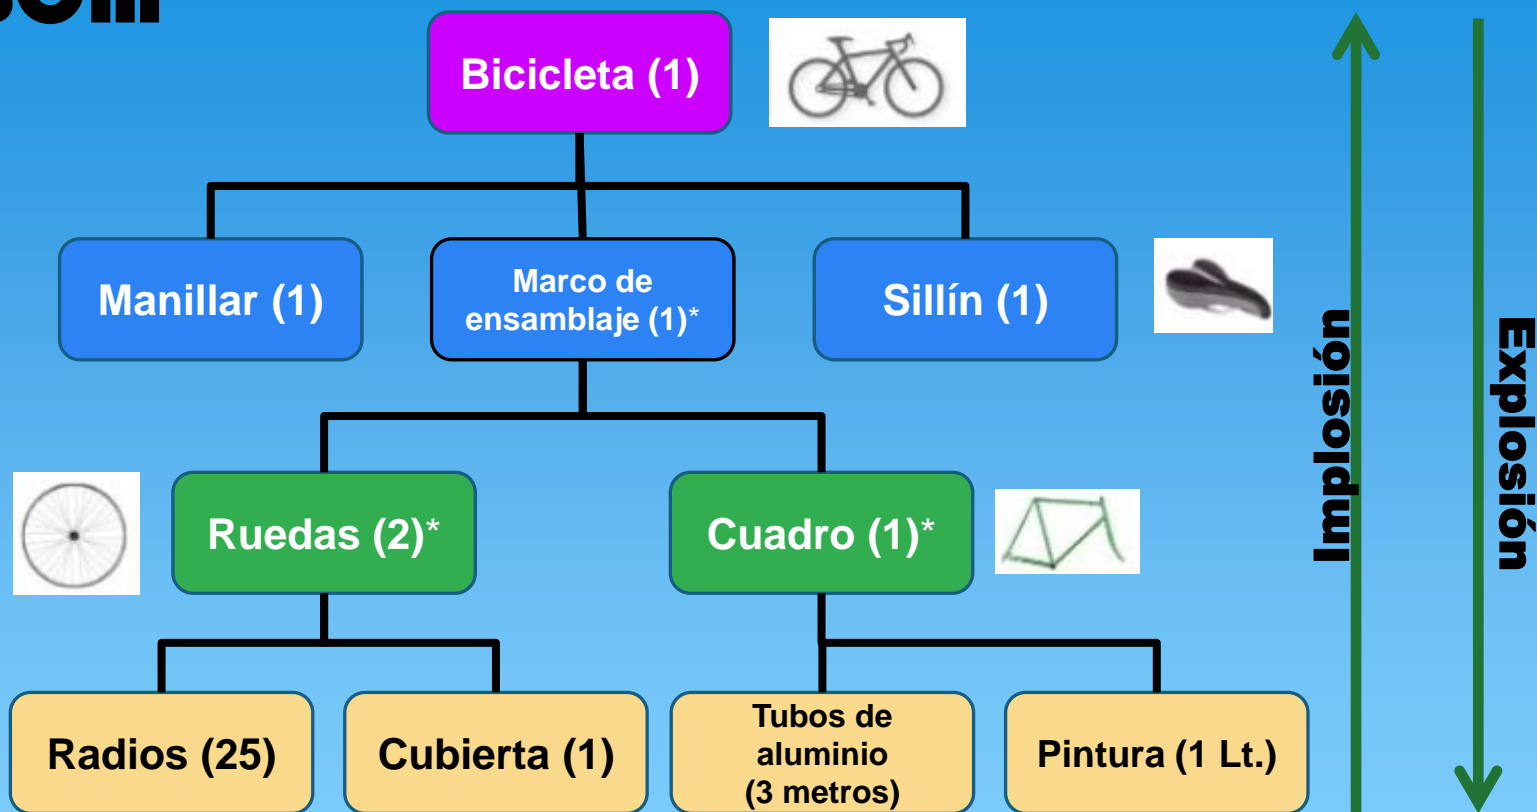 Bicicleta (1)
Manillar (1)
Marco de
ensamblaje (1)*
Sillín (1)
Ruedas (2)*
Cuadro (1)*
Radios (25)
Cubierta (1)
Tubos de
aluminio
(3 metros)
Pintura (1 Lt.)
Implosión
Explosión